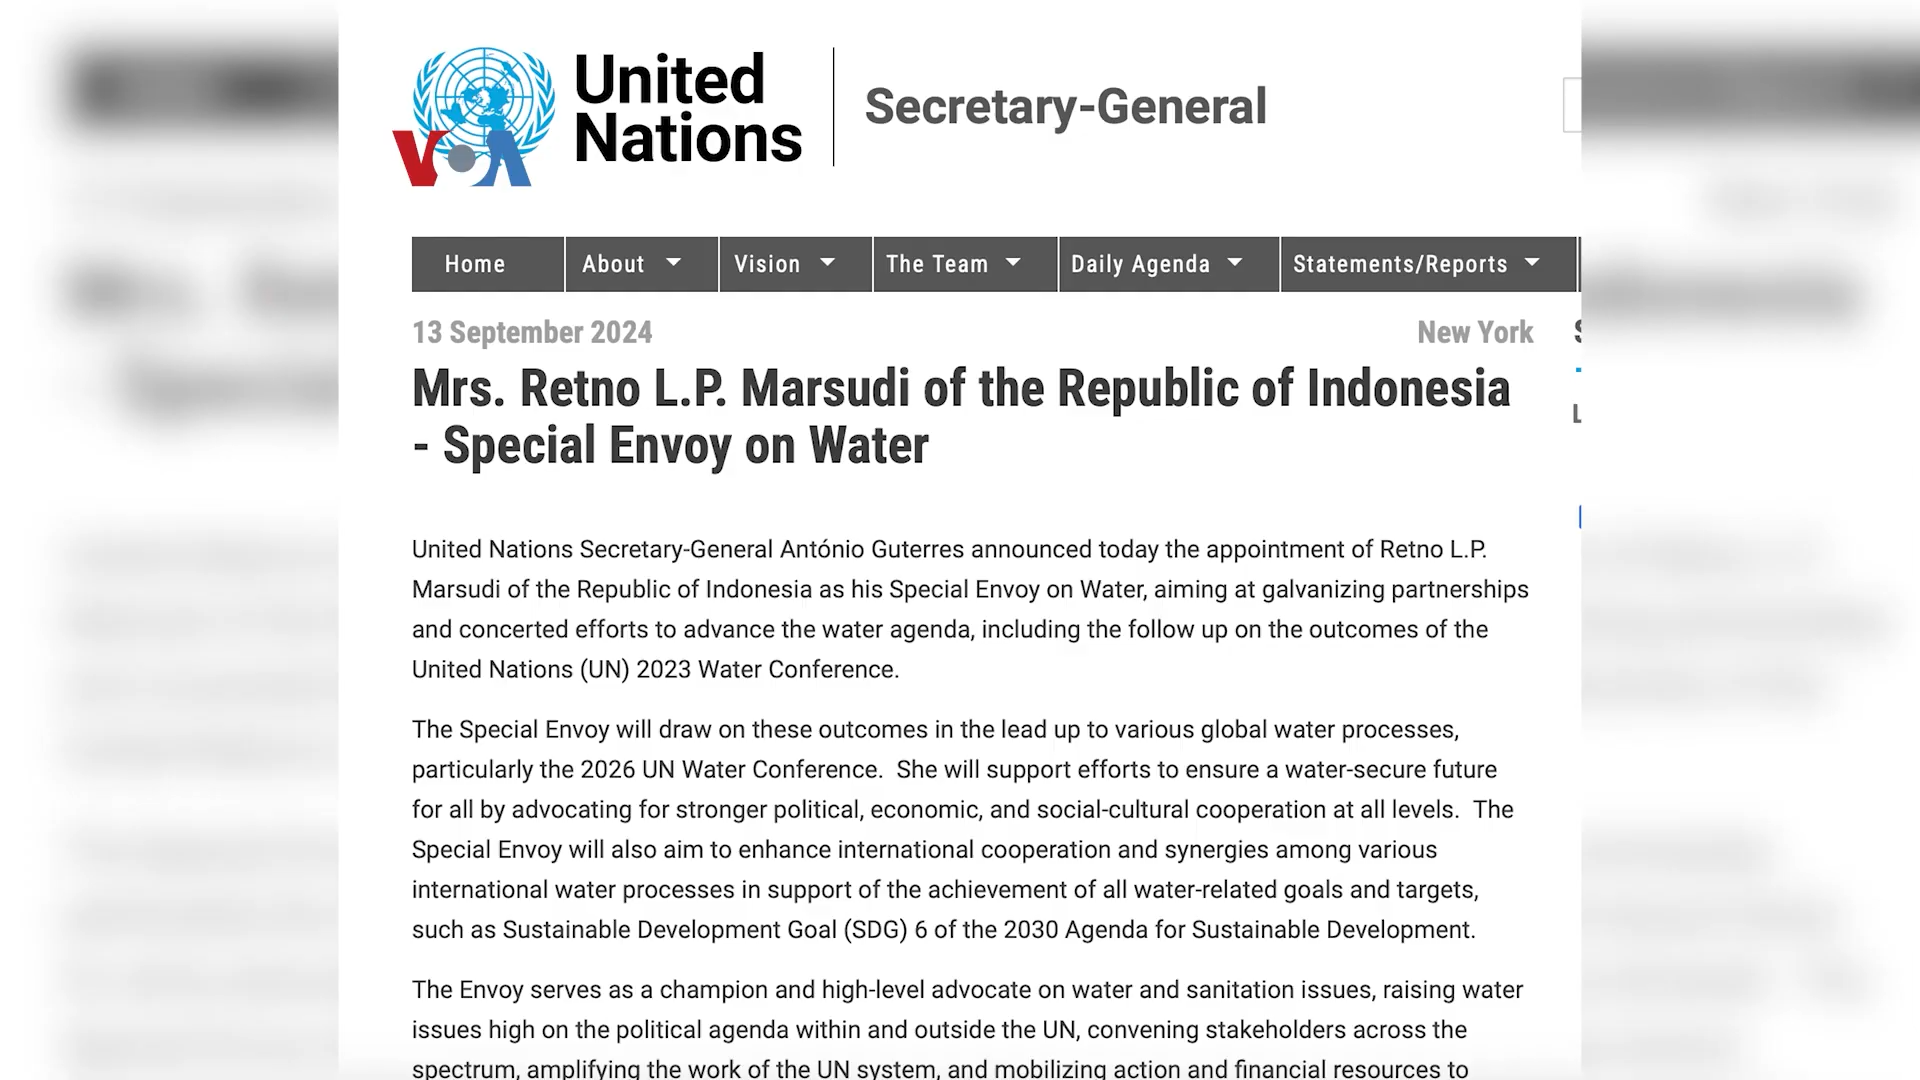 United
Nations
Secretary-General
VOA
Home About Vision The Team Daily Agenda Statements/Reports
13 September 2024 New York
Mrs. Retno L.P. Marsudi of the Republic of Indonesia
- Special Envoy on Water
United Nations Secretary-General António Guterres announced today the appointment of Retno L.P.
Marsudi of the Republic of Indonesia as his Special Envoy on Water, aiming at galvanizing partnerships
and concerted efforts to advance the water agenda, including the follow up on the outcomes of the
United Nations (UN) 2023 Water Conference.
The Special Envoy will draw on these outcomes in the lead up to various global water processes,
particularly the 2026 UN Water Conference.  She will support efforts to ensure a water-secure future
for all by advocating for stronger political, economic, and social-cultural cooperation at all levels.  The
Special Envoy will also aim to enhance international cooperation and synergies among various
international water processes in support of the achievement of all water-related goals and targets,
such as Sustainable Development Goal (SDG) 6 of the 2030 Agenda for Sustainable Development.
The Envoy serves as a champion and high-level advocate on water and sanitation issues, raising water
issues high on the political agenda within and outside the UN, convening stakeholders across the
spectrum, amplifying the work of the UN system, and mobilizing action and financial resources to